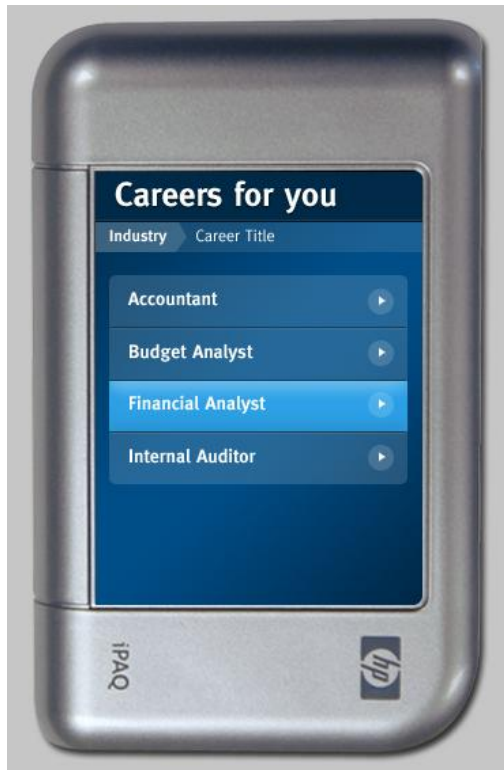 Careers for you
Industry Career Title
Accountant
Budget Analyst
Financial Analyst
Internal Auditor
iPAQ
hp